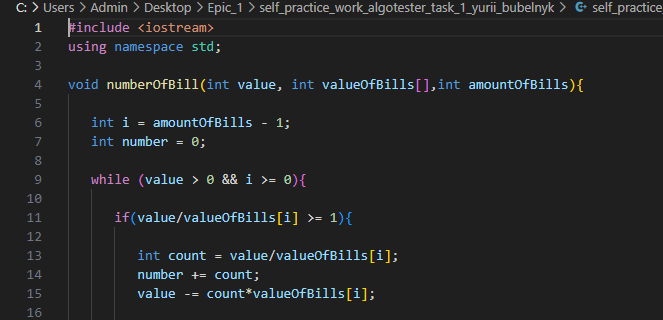 C: > Users > Admin > Desktop > Epic_1 > self_practice_work_algotester_task_1_yurii_bubelnyk > self_practice
1 #include <iostream>
2 using namespace std;
3
4 void numberOfBill(int value, int valueOfBills[],int amountOfBills){
5
6 int i = amountOfBills - 1;
7 int number = 0;
8
9 while (value > 0 && i >= 0){
10
11 if(value/valueOfBills[i] >= 1){
12
13 int count = value/valueOfBills[i];
14 number += count;
15 value -= count*valueOfBills[i];
16